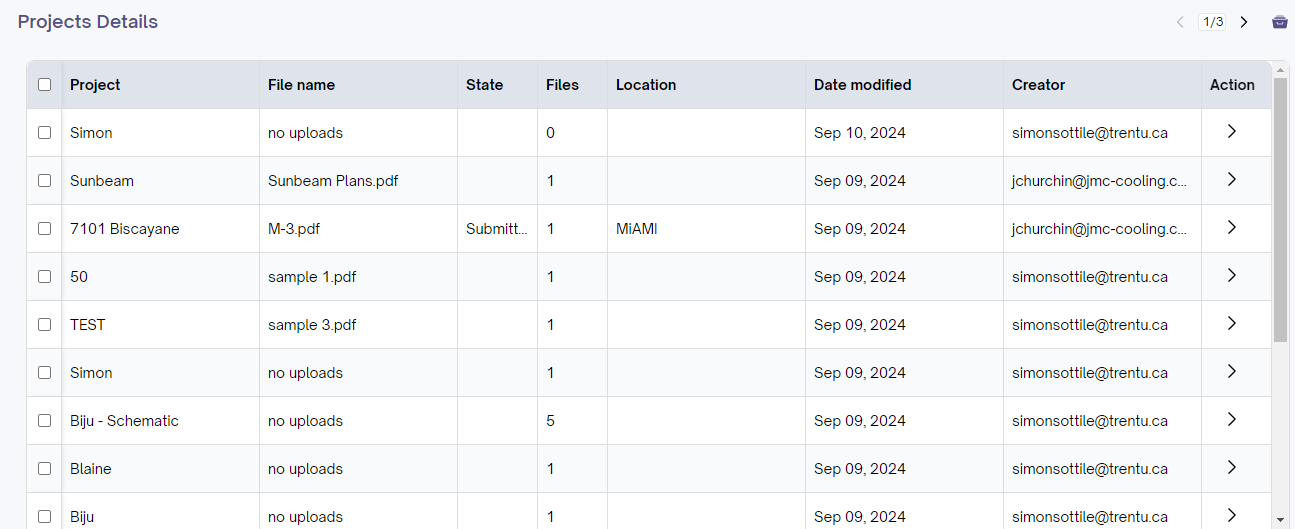 Projects Details
1/3
Project File name State Files Location Date modified Creator Action
Simon no uploads 0 Sep 10, 2024 simonsottile@trentu.ca
Sunbeam Sunbeam Plans.pdf 1 Sep 09, 2024 jchurchin@jmc-cooling.c...
7101 Biscayane M-3.pdf Submitt... 1 MiAMI Sep 09, 2024 jchurchin@jmc-cooling.c...
50 sample 1.pdf 1 Sep 09, 2024 simonsottile@trentu.ca
TEST sample 3.pdf 1 Sep 09, 2024 simonsottile@trentu.ca
Simon no uploads 1 Sep 09, 2024 simonsottile@trentu.ca
Biju - Schematic no uploads 5 Sep 09, 2024 simonsottile@trentu.ca
Blaine no uploads 1 Sep 09, 2024 simonsottile@trentu.ca
Biju no uploads 1 Sep 09, 2024 simonsottile@trentu.ca